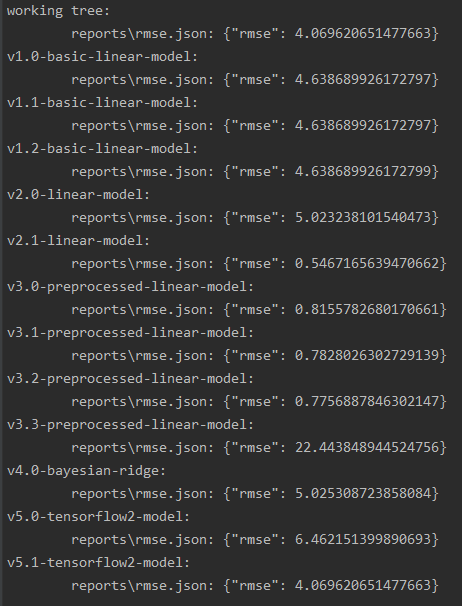 working tree:
        reports\rmse.json: {"rmse": 4.069620651477663}
v1.0-basic-linear-model:
        reports\rmse.json: {"rmse": 4.638689926172797}
v1.1-basic-linear-model:
        reports\rmse.json: {"rmse": 4.638689926172797}
v1.2-basic-linear-model:
        reports\rmse.json: {"rmse": 4.638689926172799}
v2.0-linear-model:
        reports\rmse.json: {"rmse": 5.023238101540473}
v2.1-linear-model:
        reports\rmse.json: {"rmse": 0.5467165639470662}
v3.0-preprocessed-linear-model:
        reports\rmse.json: {"rmse": 0.8155782680170661}
v3.1-preprocessed-linear-model:
        reports\rmse.json: {"rmse": 0.7828026302729139}
v3.2-preprocessed-linear-model:
        reports\rmse.json: {"rmse": 0.7756887846302147}
v3.3-preprocessed-linear-model:
        reports\rmse.json: {"rmse": 22.443848944524756}
v4.0-bayesian-ridge:
        reports\rmse.json: {"rmse": 5.025308723858084}
v5.0-tensorflow2-model:
        reports\rmse.json: {"rmse": 6.462151399890693}
v5.1-tensorflow2-model:
        reports\rmse.json: {"rmse": 4.069620651477663}